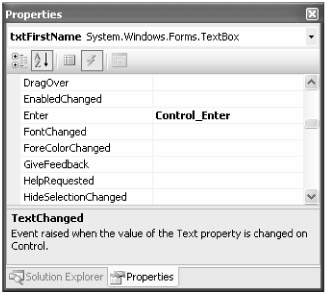 Properties
txtFirstName System.Windows.Forms.TextBox
DragOver
EnabledChanged
Enter Control_Enter
FontChanged
ForeColorChanged
GiveFeedback
HelpRequested
HideSelectionChanged
TextChanged
Event raised when the value of the Text property is changed on
Control.
Solution Explorer Properties